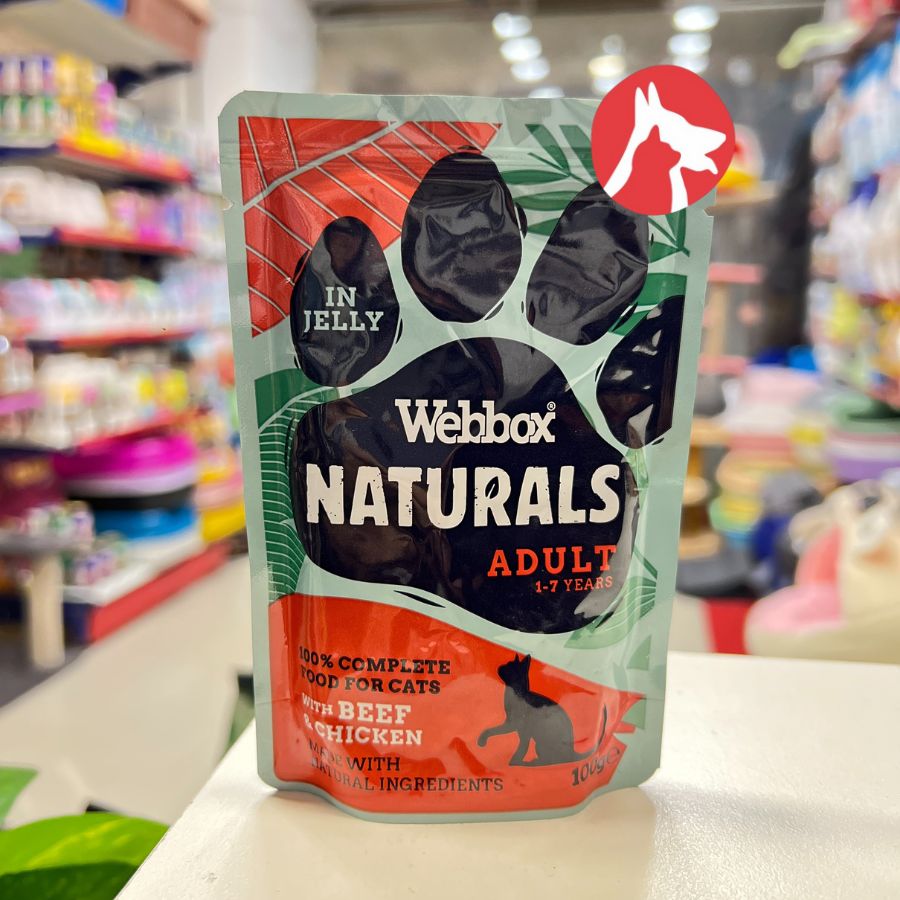 IN
JELLY
Webbox®
NATURALS
ADULT
1-7 YEARS
100% COMPLETE
FOOD FOR CATS
WITH BEEF
& CHICKEN
MADE WITH
NATURAL INGREDIENTS
100g e